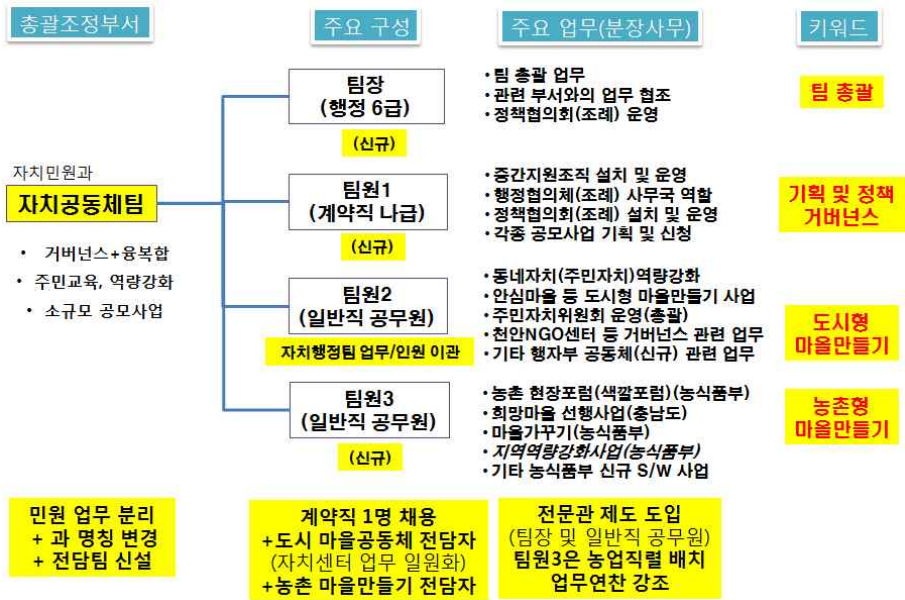 총괄조정부서
주요 구성
주요 업무(분장사무)
키워드
자치민원과
자치공동체팀
• 거버넌스+융복합
• 주민교육, 역량강화
• 소규모 공모사업
팀장
(행정 6급)
(신규)
• 팀 총괄 업무
• 관련 부서와의 업무 협조
• 정책협의회(조례) 운영
팀 총괄
팀원1
(계약직 나급)
(신규)
• 중간지원조직 설치 및 운영
• 행정협의체(조례) 사무국 역할
• 정책협의회(조례) 설치 및 운영
• 각종 공모사업 기획 및 신청
기획 및 정책
거버넌스
팀원2
(일반직 공무원)
자치행정팀 업무/인원 이관
• 동네자치(주민자치)역량강화
• 안심마을 등 도시형 마을만들기 사업
• 주민자치위원회 운영(총괄)
• 천안NGO센터 등 거버넌스 관련 업무
• 기타 행자부 공동체(신규) 관련 업무
도시형
마을만들기
팀원3
(일반직 공무원)
(신규)
• 농촌 현장포럼(색깔포럼)(농식품부)
• 희망마을 선행사업(충남도)
• 마을가꾸기(농식품부)
• 지역역량강화사업(농식품부)
• 기타 농식품부 신규 S/W 사업
농촌형
마을만들기
민원 업무 분리
+ 과 명칭 변경
+ 전담팀 신설
계약직 1명 채용
+도시 마을공동체 전담자
(자치센터 업무 일원화)
+농촌 마을만들기 전담자
전문관 제도 도입
(팀장 및 일반직 공무원)
팀원3은 농업직렬 배치
업무연찬 강조